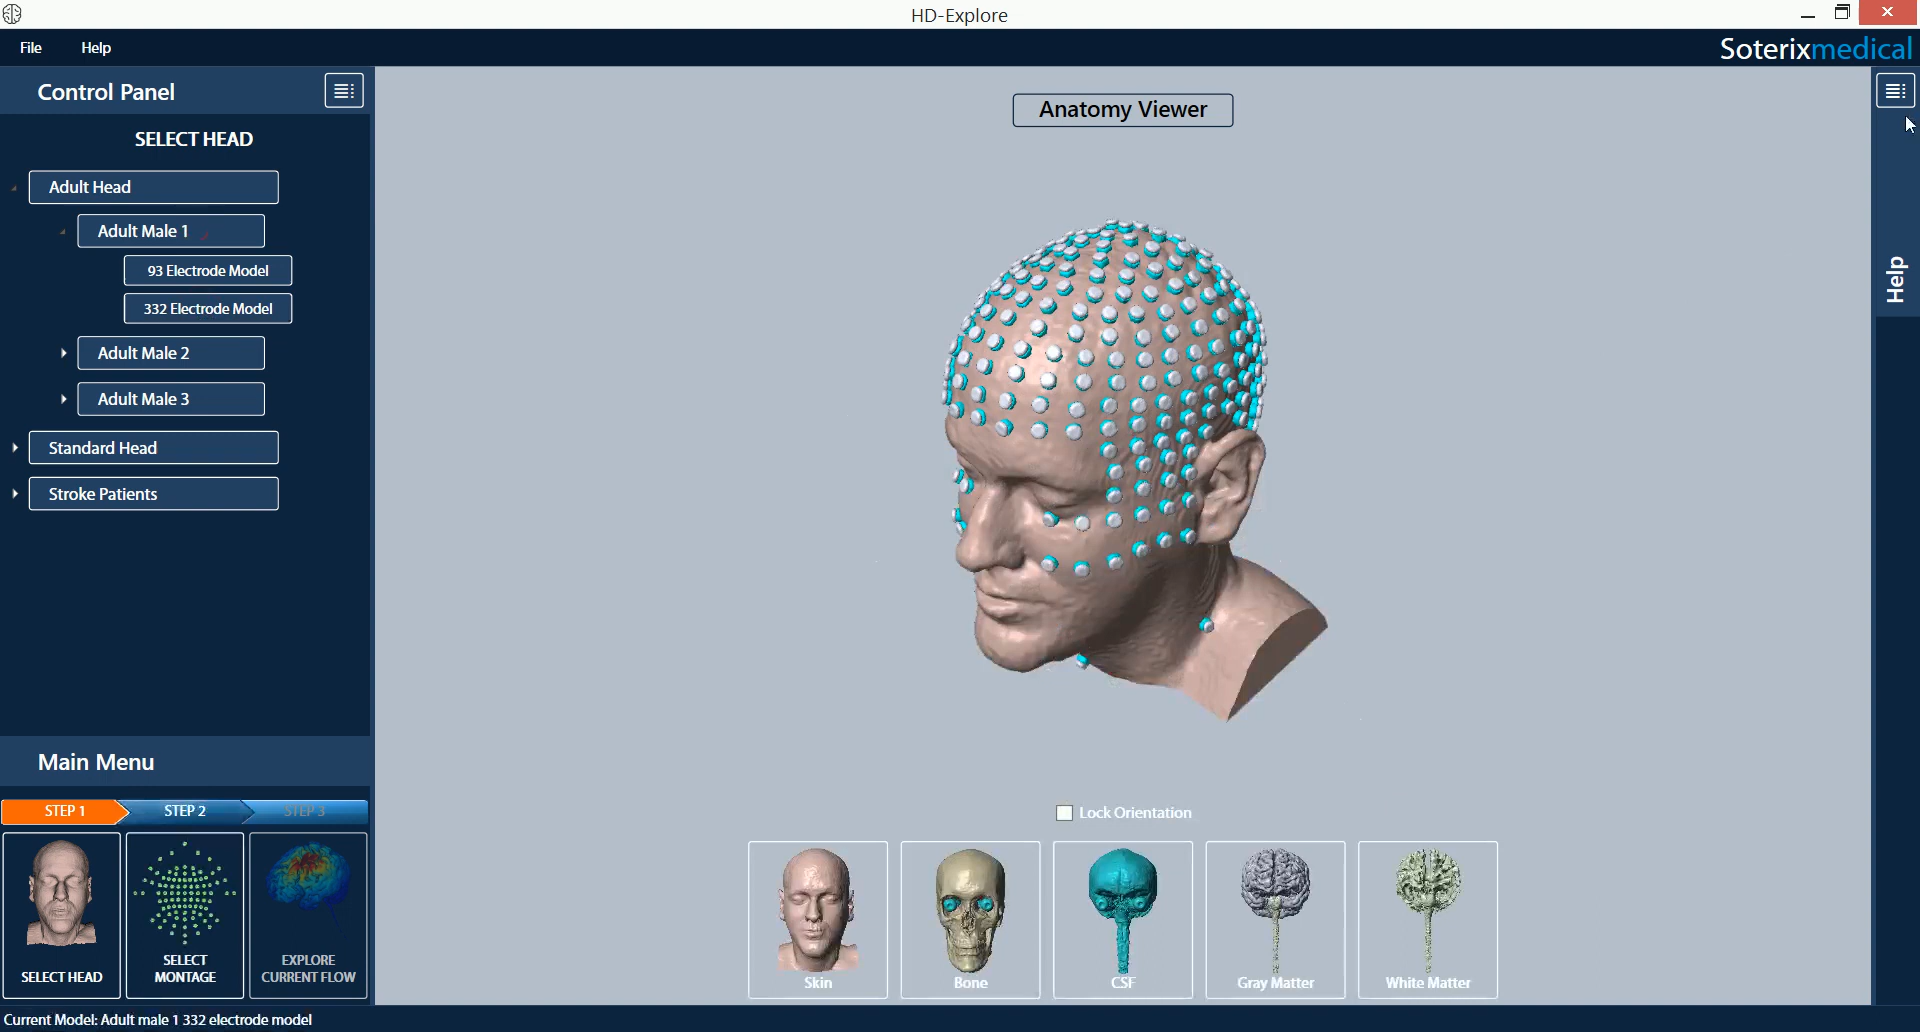 HD-Explore
File
Help
Soterixmedical
Control Panel
Anatomy Viewer
SELECT HEAD
Adult Head
Adult Male 1
93 Electrode Model
332 Electrode Model
Adult Male 2
Adult Male 3
Standard Head
Stroke Patients
Help
Main Menu
STEP 1
STEP 2
STEP 3
SELECT HEAD
SELECT
MONTAGE
EXPLORE
CURRENT FLOW
Lock Orientation
Skin
Bone
CSF
Gray Matter
White Matter
Current Model: Adult male 1 332 electrode model